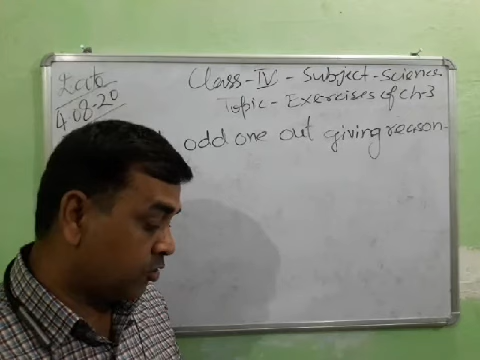 Date
4-08-20
Class-IV - Subject-Science
Topic - Exercises of ch-3
odd one out giving reason-